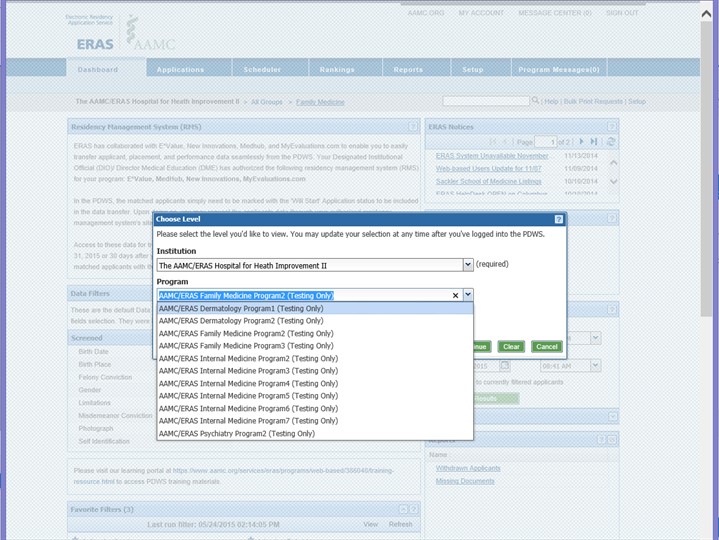 AAMC.ORG MY ACCOUNT MESSAGE CENTER (0) SIGN OUT
Electronic Residency
Application Service
ERAS AAMC
Dashboard Applications Scheduler Rankings Reports Setup Program Messages(0)
The AAMC/ERAS Hospital for Heath Improvement II > All Groups > Family Medicine | Help | Bulk Print Requests | Setup
Residency Management System (RMS)
ERAS has collaborated with E*Value, New Innovations, Medhub, and MyEvaluations.com to enable you to easily
transfer applicant, placement, and performance data seamlessly from the PDWS. Your Designated Institutional
Official (DIO)/ Director Medical Education (DME) has authorized the following residency management system (RMS)
for your program: E*Value, MedHub, New Innovations, MyEvaluations.com
In the PDWS, the matched applicants simply need to be marked with the 'Will Start' Application status to be included
in the data transfer. Upon
management system's site
Access to these data for th
31, 2015 or 30 days after
matched applicants with th
ERAS Notices
Page 1 of 2
ERAS System Unavailable November ... 11/13/2014
Web-based Users Update for 11/07 11/09/2014
Sackler School of Medicine Listings 10/10/2014
ERAS HelpDesk OPEN on Columbus 10/10/2014
Choose Level
Please select the level you'd like to view. You may update your selection at any time after you've logged into the PDWS.
Institution
The AAMC/ERAS Hospital for Heath Improvement II (required)
Program
AAMC/ERAS Family Medicine Program2 (Testing Only)
AAMC/ERAS Dermatology Program1 (Testing Only)
AAMC/ERAS Dermatology Program2 (Testing Only)
AAMC/ERAS Family Medicine Program2 (Testing Only)
AAMC/ERAS Family Medicine Program3 (Testing Only)
AAMC/ERAS Internal Medicine Program2 (Testing Only)
AAMC/ERAS Internal Medicine Program3 (Testing Only)
AAMC/ERAS Internal Medicine Program4 (Testing Only)
AAMC/ERAS Internal Medicine Program5 (Testing Only)
AAMC/ERAS Internal Medicine Program6 (Testing Only)
AAMC/ERAS Internal Medicine Program7 (Testing Only)
AAMC/ERAS Psychiatry Program2 (Testing Only)
nue Clear Cancel
Data Filters
These are the default Data
fields selection. They were
Screened
Birth Date
Birth Place
Felony Conviction
Gender
Limitations
Misdemeanor Conviction
Photograph
Self Identification
2015 08:41 AM
to currently filtered applicants
Results
Reports
Name
Withdrawn Applicants
Missing Documents
Please visit our learning portal at https://www.aamc.org/services/eras/programs/web-based/386040/training-
resource.html to access PDWS training materials
Favorite Filters (3)
Last run filter: 05/24/2015 02:14:05 PM View Refresh